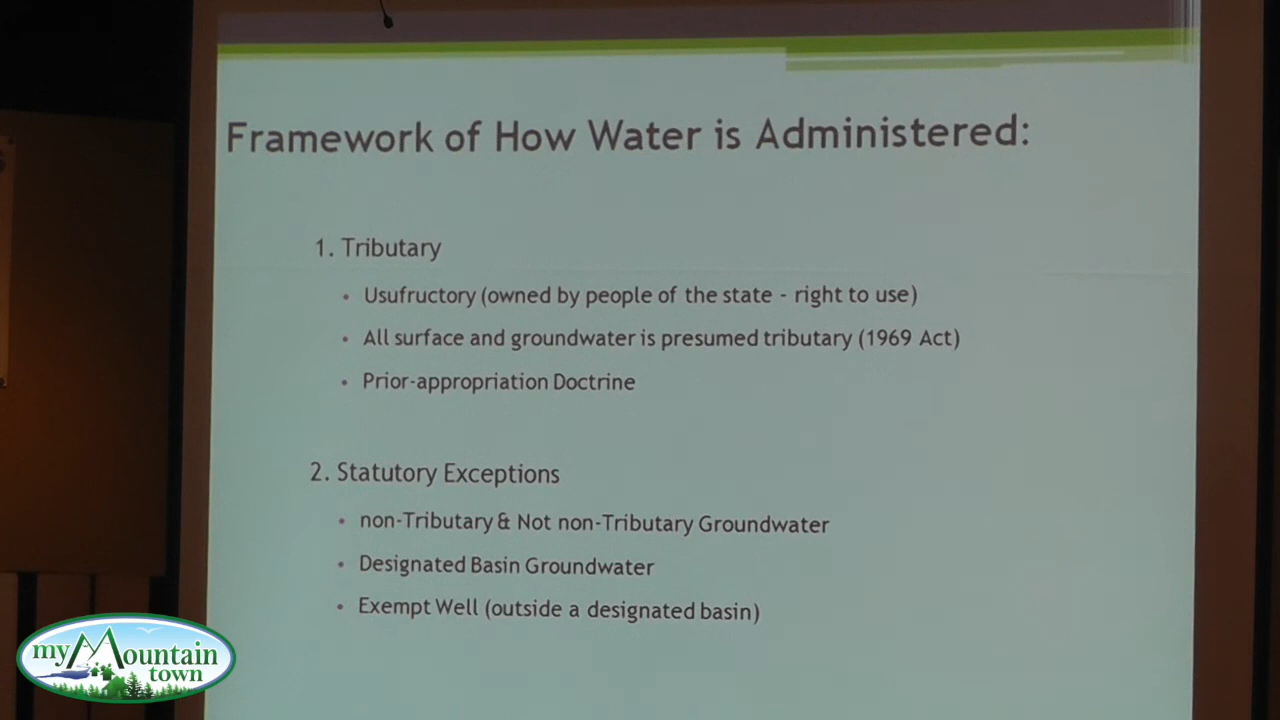 Framework of How Water is Administered:
1. Tributary
• Usufructory (owned by people of the state - right to use)
• All surface and groundwater is presumed tributary (1969 Act)
• Prior-appropriation Doctrine
2. Statutory Exceptions
• non-Tributary & Not non-Tributary Groundwater
• Designated Basin Groundwater
• Exempt Well (outside a designated basin)
my Mountain
town